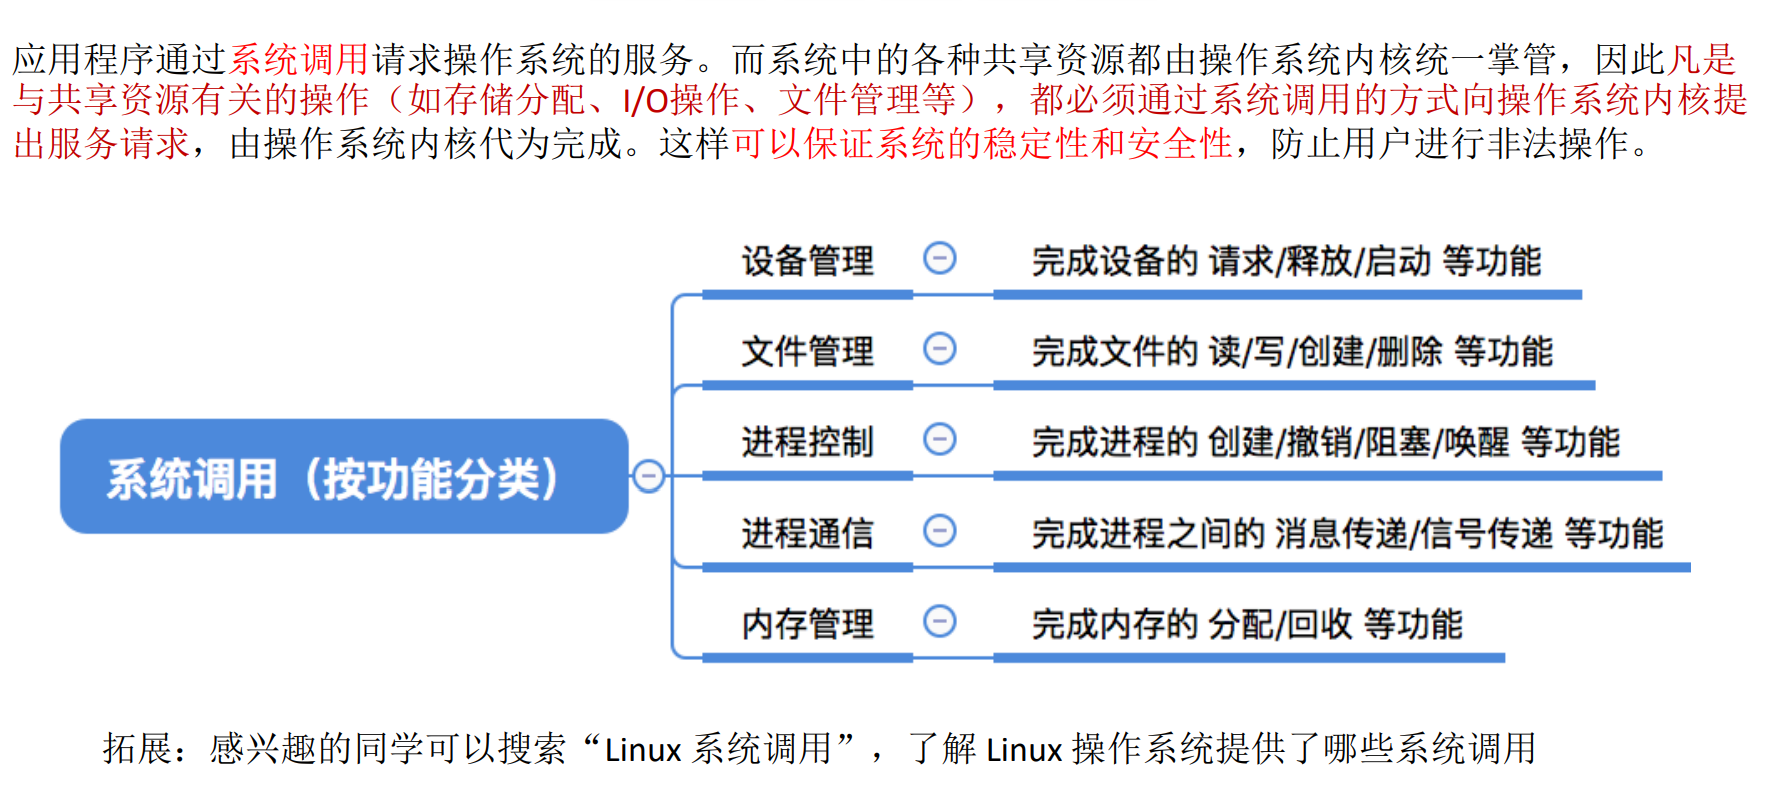 应用程序通过系统调用请求操作系统的服务。而系统中的各种共享资源都由操作系统内核统一掌管，因此凡是
与共享资源有关的操作（如存储分配、I/O操作、文件管理等），都必须通过系统调用的方式向操作系统内核提
出服务请求，由操作系统内核代为完成。这样可以保证系统的稳定性和安全性，防止用户进行非法操作。
系统调用（按功能分类）
设备管理 完成设备的 请求/释放/启动 等功能
文件管理 完成文件的 读/写/创建/删除 等功能
进程控制 完成进程的 创建/撤销/阻塞/唤醒 等功能
进程通信 完成进程之间的 消息传递/信号传递 等功能
内存管理 完成内存的 分配/回收 等功能
拓展：感兴趣的同学可以搜索“Linux 系统调用”，了解 Linux 操作系统提供了哪些系统调用